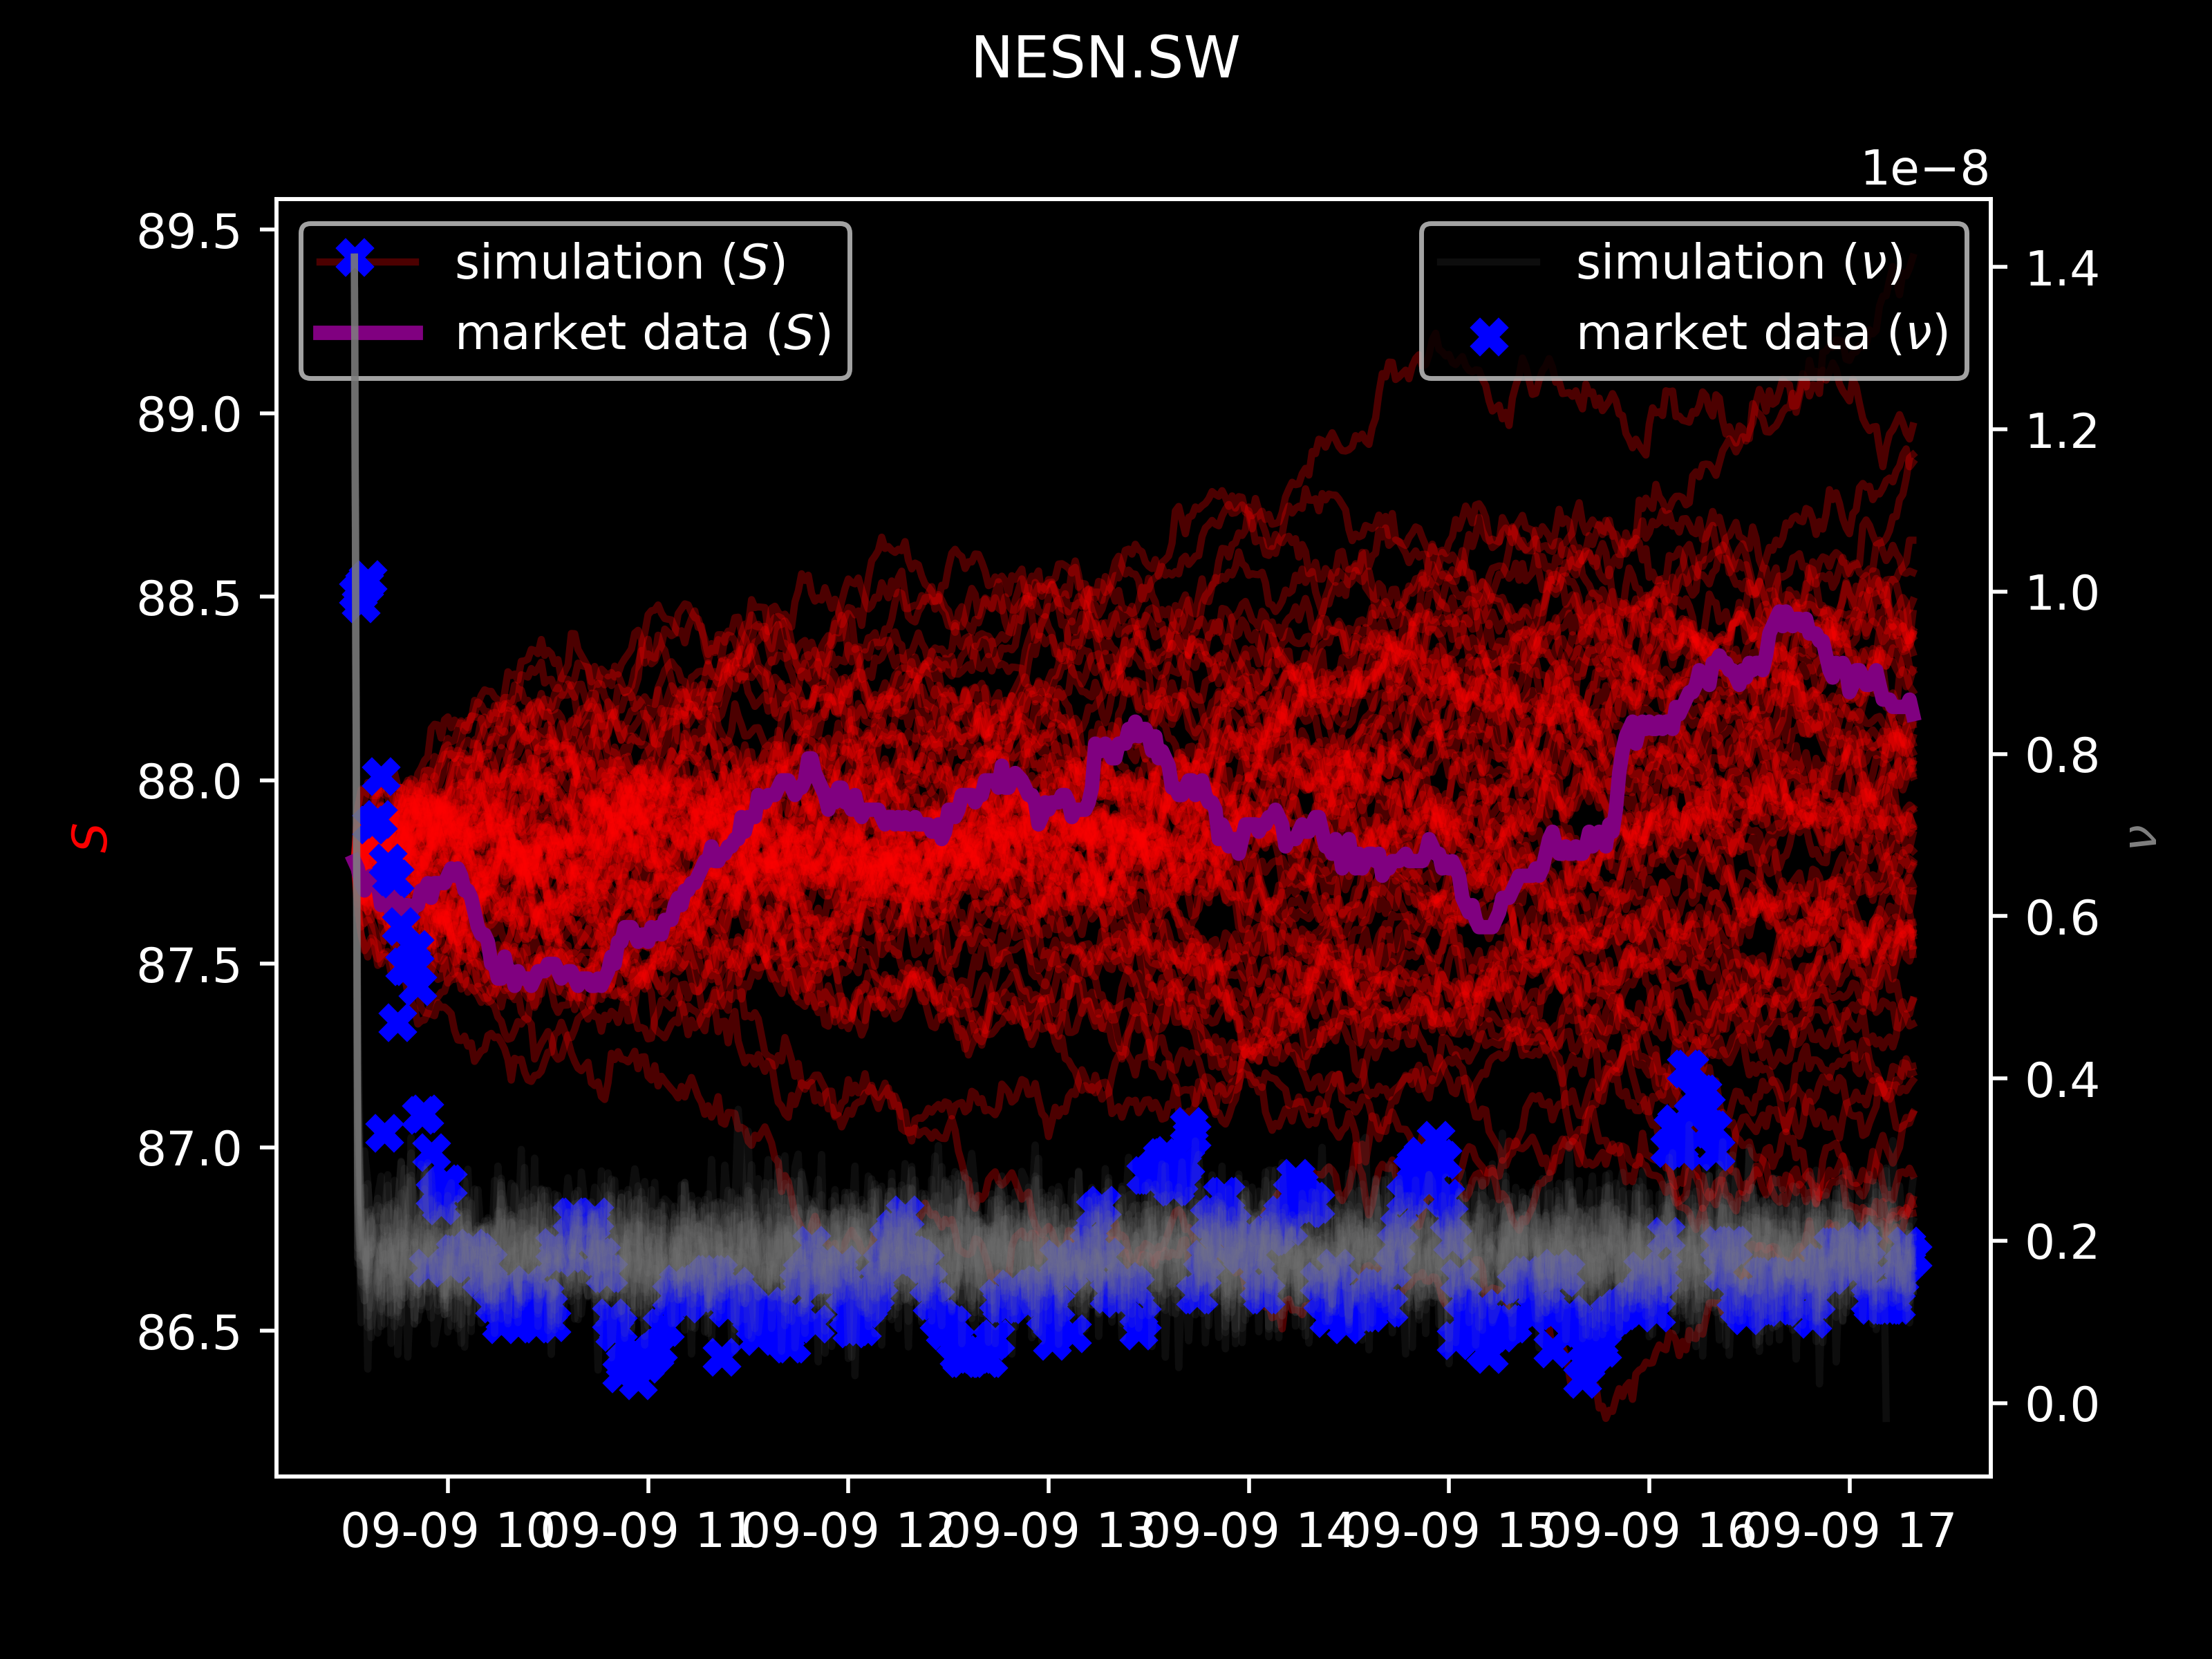 NESN.SW
1e−8
simulation (S)
market data (S)
simulation (ν)
market data (ν)
89.5
89.0
88.5
88.0
87.5
87.0
86.5
S
1.4
1.2
1.0
0.8
0.6
0.4
0.2
0.0
ν
09-09 10
09-09 11
09-09 12
09-09 13
09-09 14
09-09 15
09-09 16
09-09 17